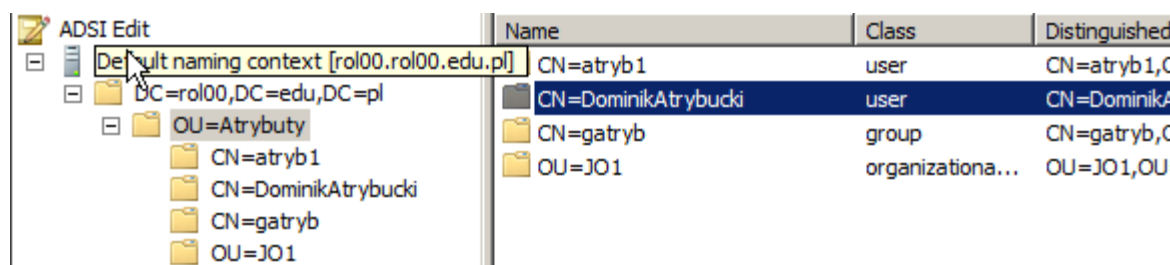 ADSI Edit
Default naming context [rol00.rol00.edu.pl]
DC=rol00,DC=edu,DC=pl
OU=Atrybuty
CN=atryb1
CN=DominikAtrybucki
CN=gatryb
OU=JO1
Name Class Distinguished
CN=atryb1 user CN=atryb1,
CN=DominikAtrybucki user CN=Dominik
CN=gatryb group CN=gatryb,
OU=JO1 organizationa... OU=JO1,OU